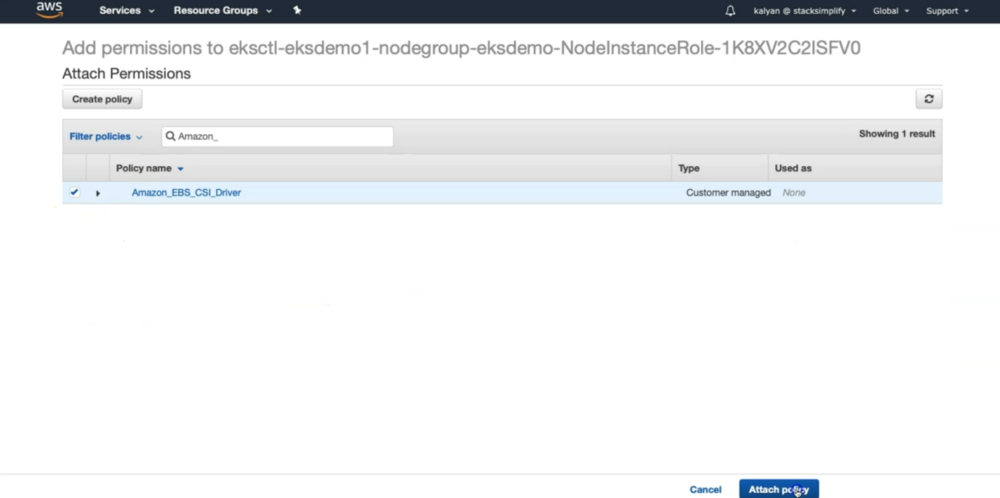 aws Services Resource Groups kalyan @ stacksimplify Global Support
Add permissions to eksctl-eksdemo1-nodegroup-eksdemo-NodeInstanceRole-1K8XV2C2ISFV0
Attach Permissions
Create policy
Filter policies Amazon_ Showing 1 result
Policy name Type Used as
Amazon_EBS_CSI_Driver Customer managed None
Cancel Attach policy